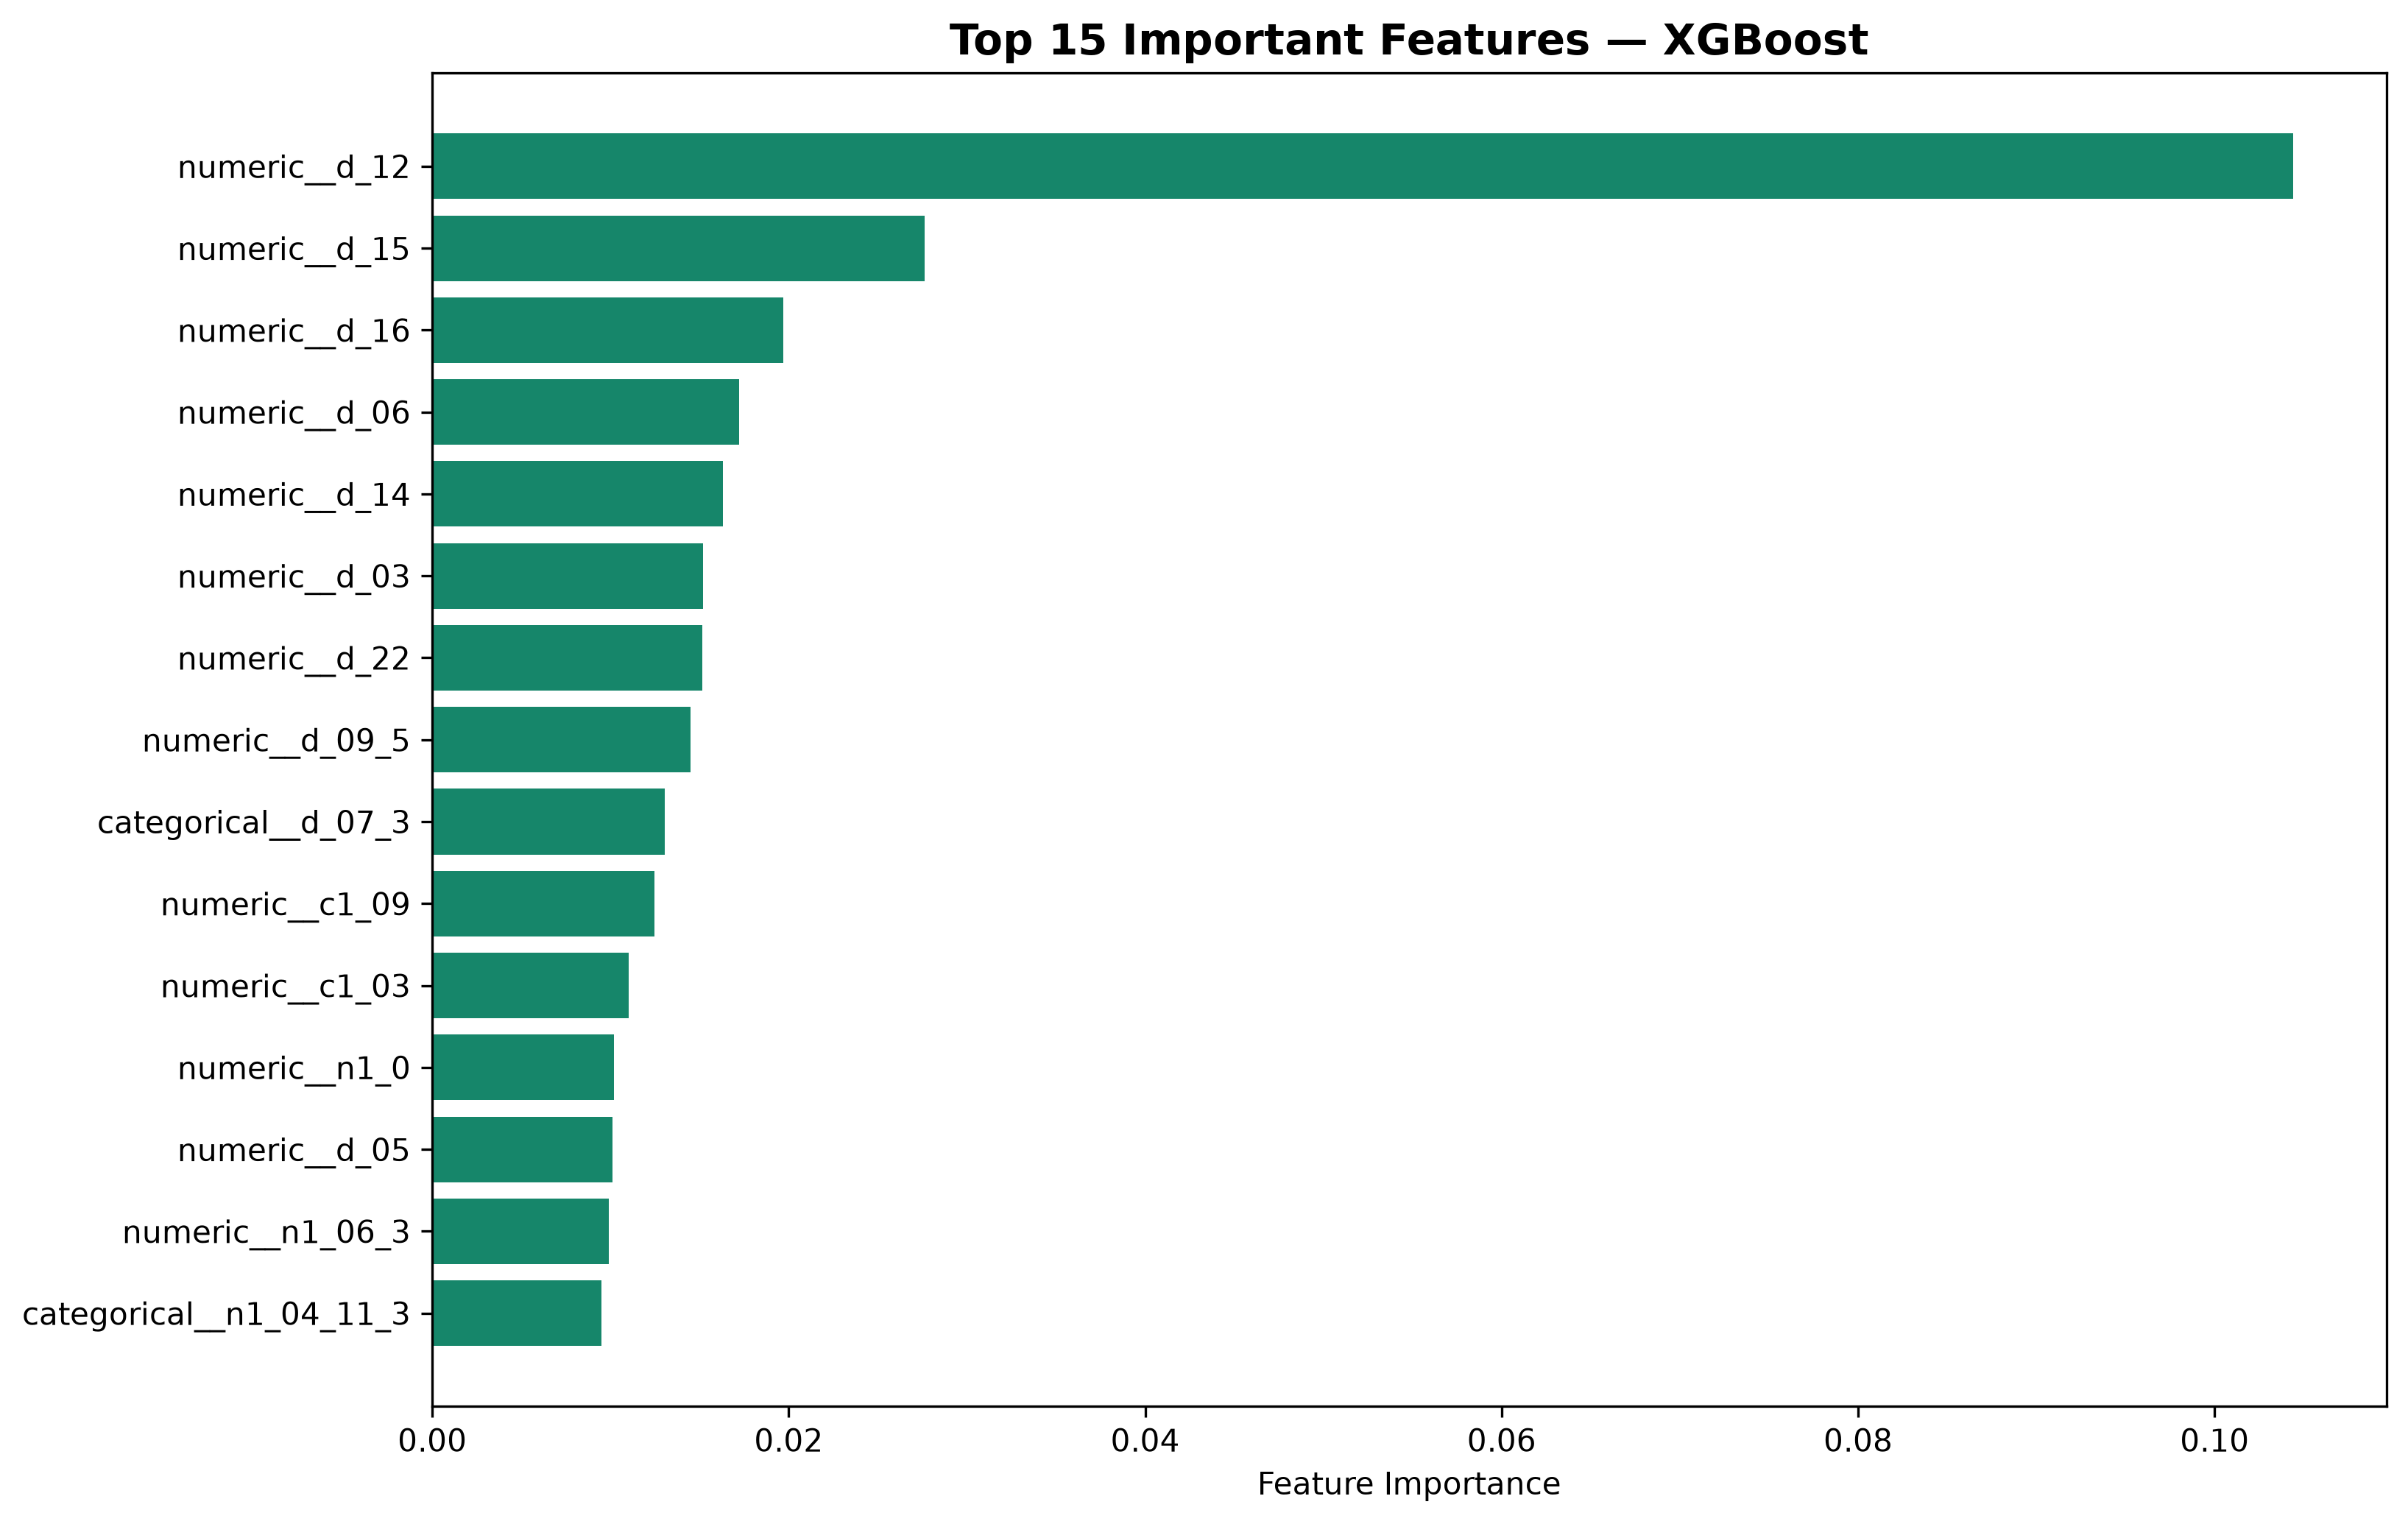 Top 15 Important Features — XGBoost
numeric__d_12
numeric__d_15
numeric__d_16
numeric__d_06
numeric__d_14
numeric__d_03
numeric__d_22
numeric__d_09_5
categorical__d_07_3
numeric__c1_09
numeric__c1_03
numeric__n1_0
numeric__d_05
numeric__n1_06_3
categorical__n1_04_11_3
0.00 0.02 0.04 0.06 0.08 0.10
Feature Importance